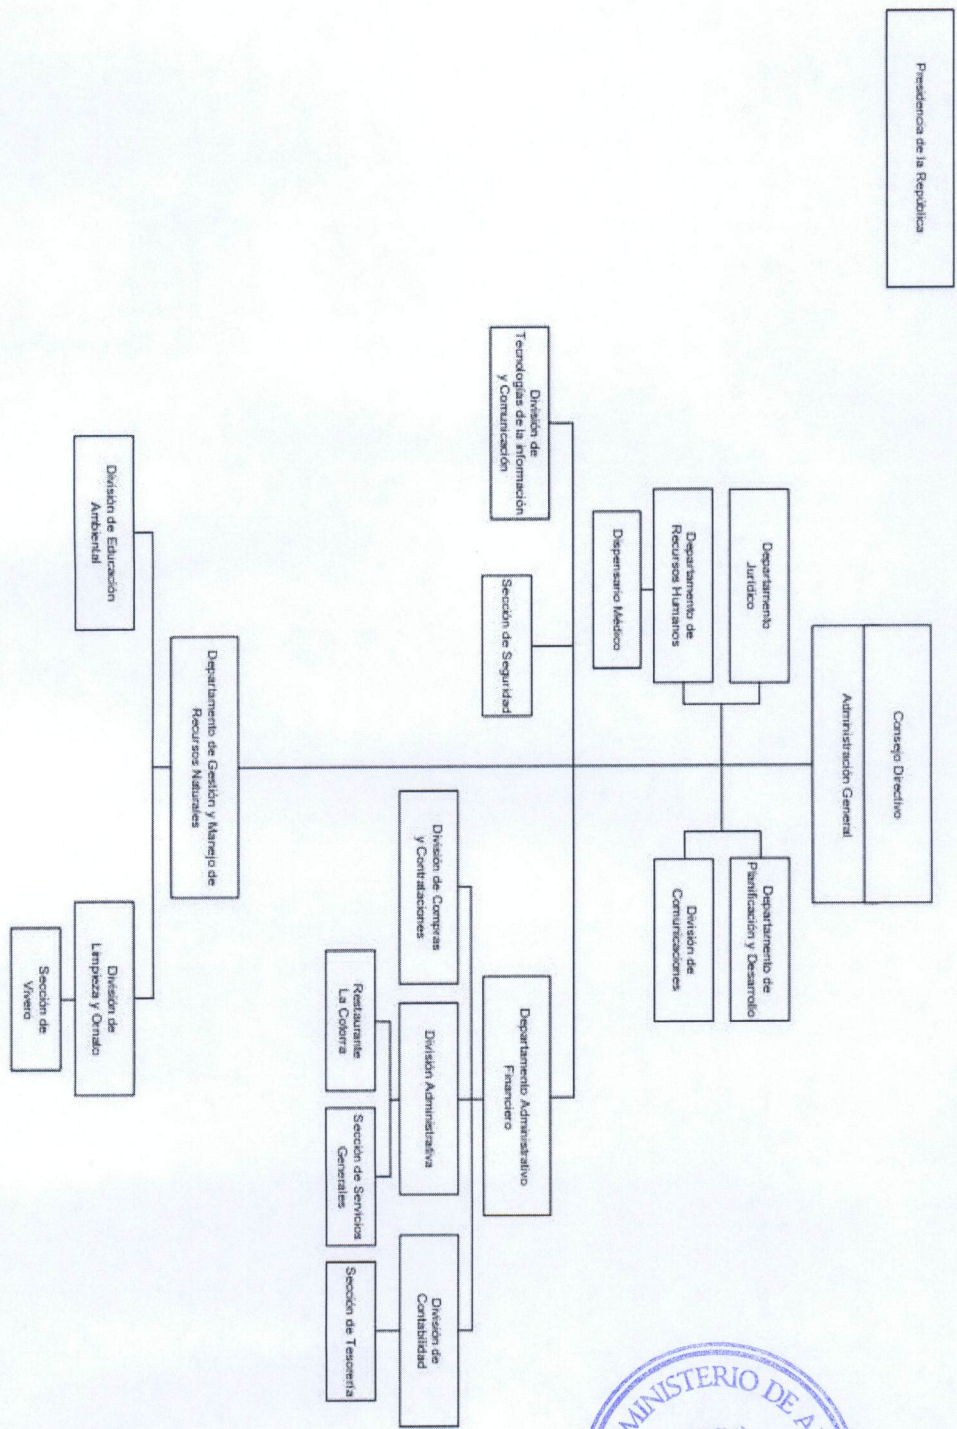 Presidencia de la República
Consejo Directivo
Administración General
Departamento
Jurídico
Departamento de
Recursos Humanos
Dispensario Médico
Departamento de
Planificación y Desarrollo
División de
Comunicaciones
División de
Tecnologías de la información
y Comunicación
Sección de Seguridad
Departamento Administrativo
Financiero
División de Compras
y Contrataciones
División Administrativa
División de
Contabilidad
Restaurante
La Cotorra
Sección de Servicios
Generales
Sección de Tesorería
Departamento de Gestión y Manejo de
Recursos Naturales
División de Educación
Ambiental
División de
Limpieza y Ornato
Sección de
Vivero
MINISTERIO DE A